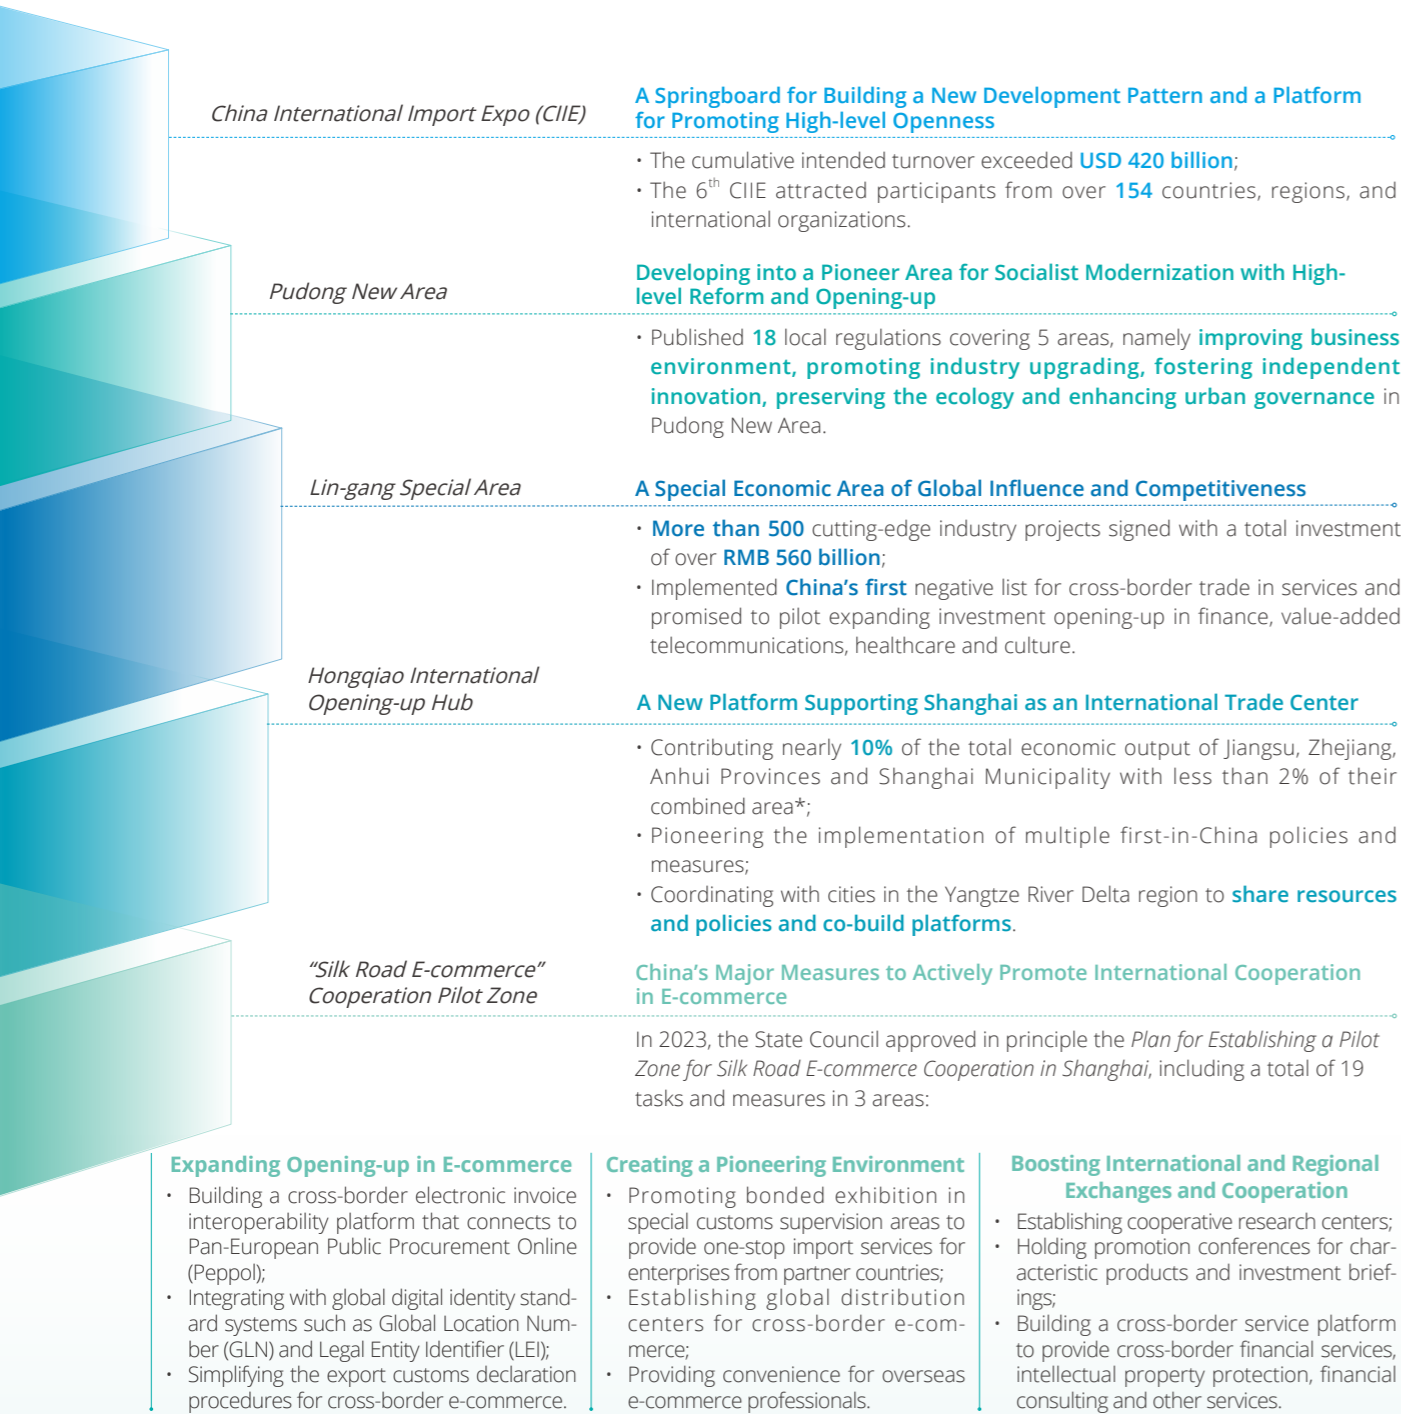 China International Import Expo (CIIE)
A Springboard for Building a New Development Pattern and a Platform
for Promoting High-level Openness
• The cumulative intended turnover exceeded USD 420 billion;
• The 6th CIIE attracted participants from over 154 countries, regions, and
international organizations.
Pudong New Area
Developing into a Pioneer Area for Socialist Modernization with High-
level Reform and Opening-up
• Published 18 local regulations covering 5 areas, namely improving business
environment, promoting industry upgrading, fostering independent
innovation, preserving the ecology and enhancing urban governance in
Pudong New Area.
Lin-gang Special Area
A Special Economic Area of Global Influence and Competitiveness
• More than 500 cutting-edge industry projects signed with a total investment
of over RMB 560 billion;
• Implemented China's first negative list for cross-border trade in services and
promised to pilot expanding investment opening-up in finance, value-added
telecommunications, healthcare and culture.
Hongqiao International
Opening-up Hub
A New Platform Supporting Shanghai as an International Trade Center
• Contributing nearly 10% of the total economic output of Jiangsu, Zhejiang,
Anhui Provinces and Shanghai Municipality with less than 2% of their
combined area*;
• Pioneering the implementation of multiple first-in-China policies and
measures;
• Coordinating with cities in the Yangtze River Delta region to share resources
and policies and co-build platforms.
“Silk Road E-commerce”
Cooperation Pilot Zone
China's Major Measures to Actively Promote International Cooperation
in E-commerce
In 2023, the State Council approved in principle the Plan for Establishing a Pilot
Zone for Silk Road E-commerce Cooperation in Shanghai, including a total of 19
tasks and measures in 3 areas:
Expanding Opening-up in E-commerce
• Building a cross-border electronic invoice
interoperability platform that connects to
Pan-European Public Procurement Online
(Peppol);
• Integrating with global digital identity stand-
ard systems such as Global Location Num-
ber (GLN) and Legal Entity Identifier (LEI);
• Simplifying the export customs declaration
procedures for cross-border e-commerce.
Creating a Pioneering Environment
• Promoting bonded exhibition in
special customs supervision areas to
provide one-stop import services for
enterprises from partner countries;
• Establishing global distribution
centers for cross-border e-com-
merce;
• Providing convenience for overseas
e-commerce professionals.
Boosting International and Regional
Exchanges and Cooperation
• Establishing cooperative research centers;
• Holding promotion conferences for char-
acteristic products and investment brief-
ings;
• Building a cross-border service platform
to provide cross-border financial services,
intellectual property protection, financial
consulting and other services.